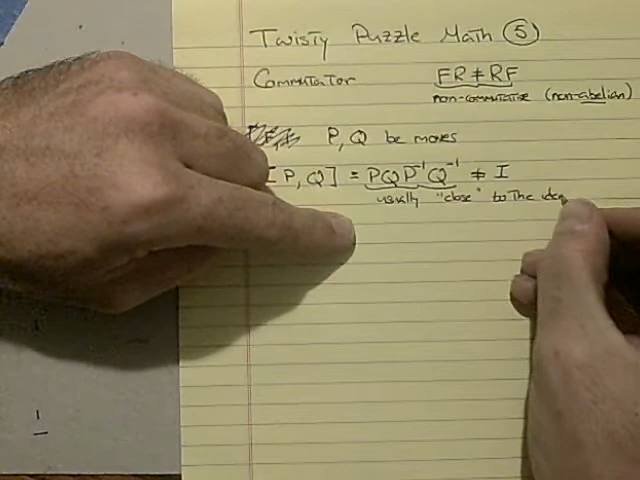 Twisty Puzzle Math 5
Commutator FR ≠ RF
non-commutative (non-abelian)
P, Q be moves
[P, Q] = PQP⁻¹Q⁻¹ ≠ I
usually "close" to the iden